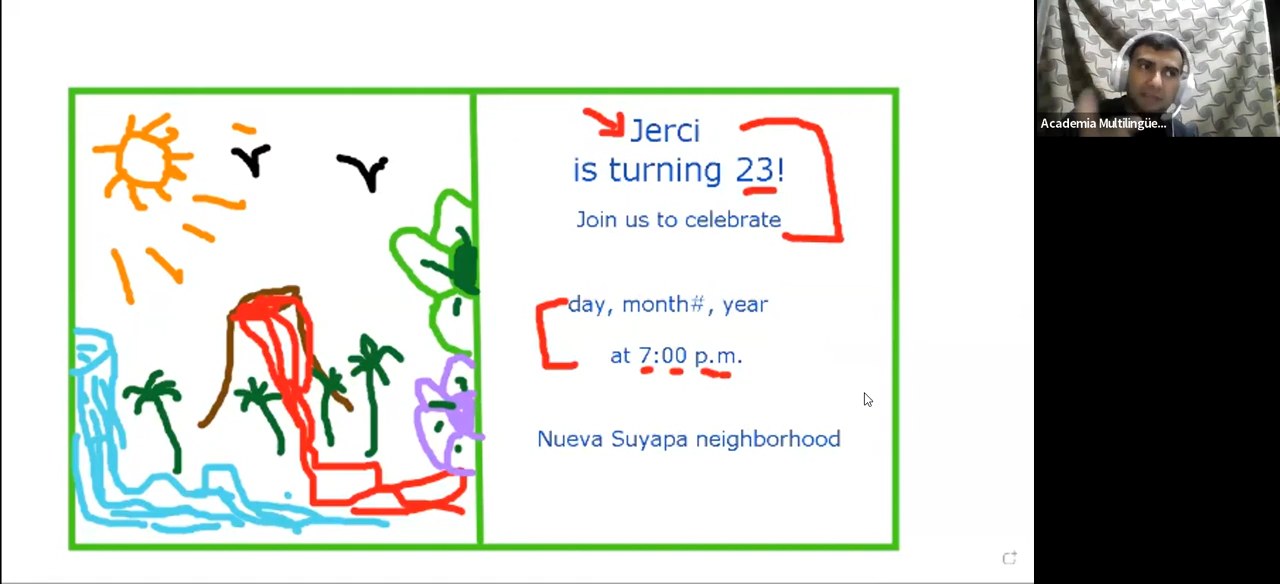 Jerci
is turning 23!
Join us to celebrate
day, month#, year
at 7:00 p.m.
Nueva Suyapa neighborhood
Academia Multilingüe...